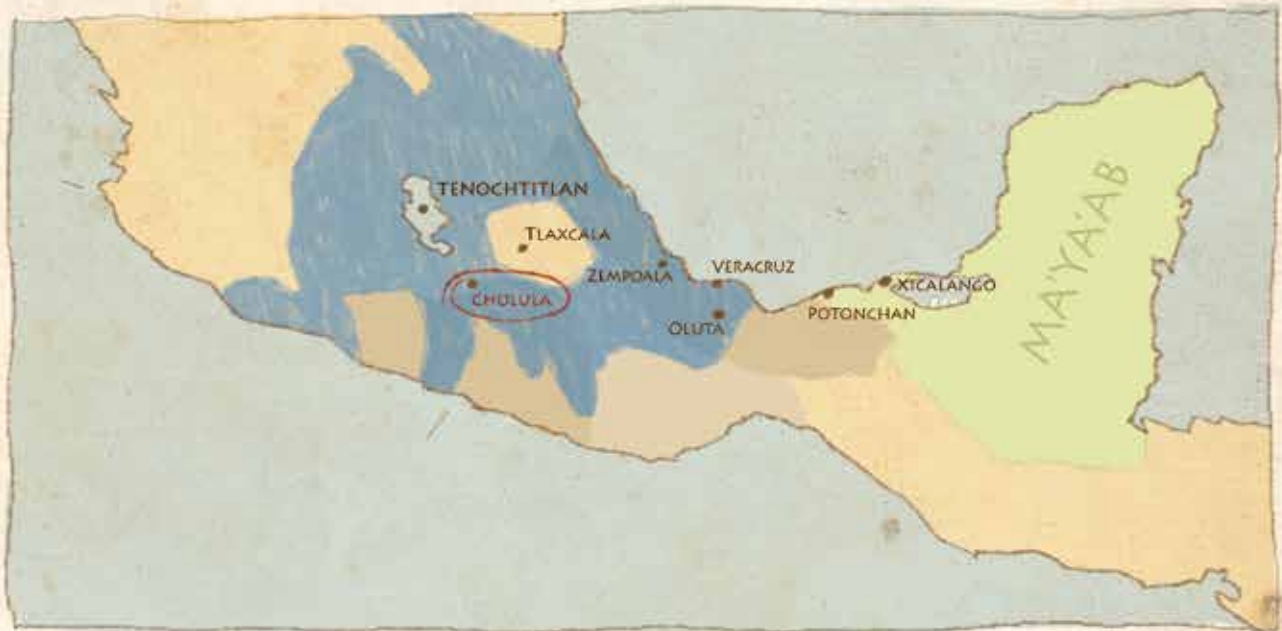 TENOCHTITLAN
TLAXCALA
ZEMPOALA
VERACRUZ
CHOLULA
XICALANGO
POTONCHAN
OLUTA
MA'YA'AB